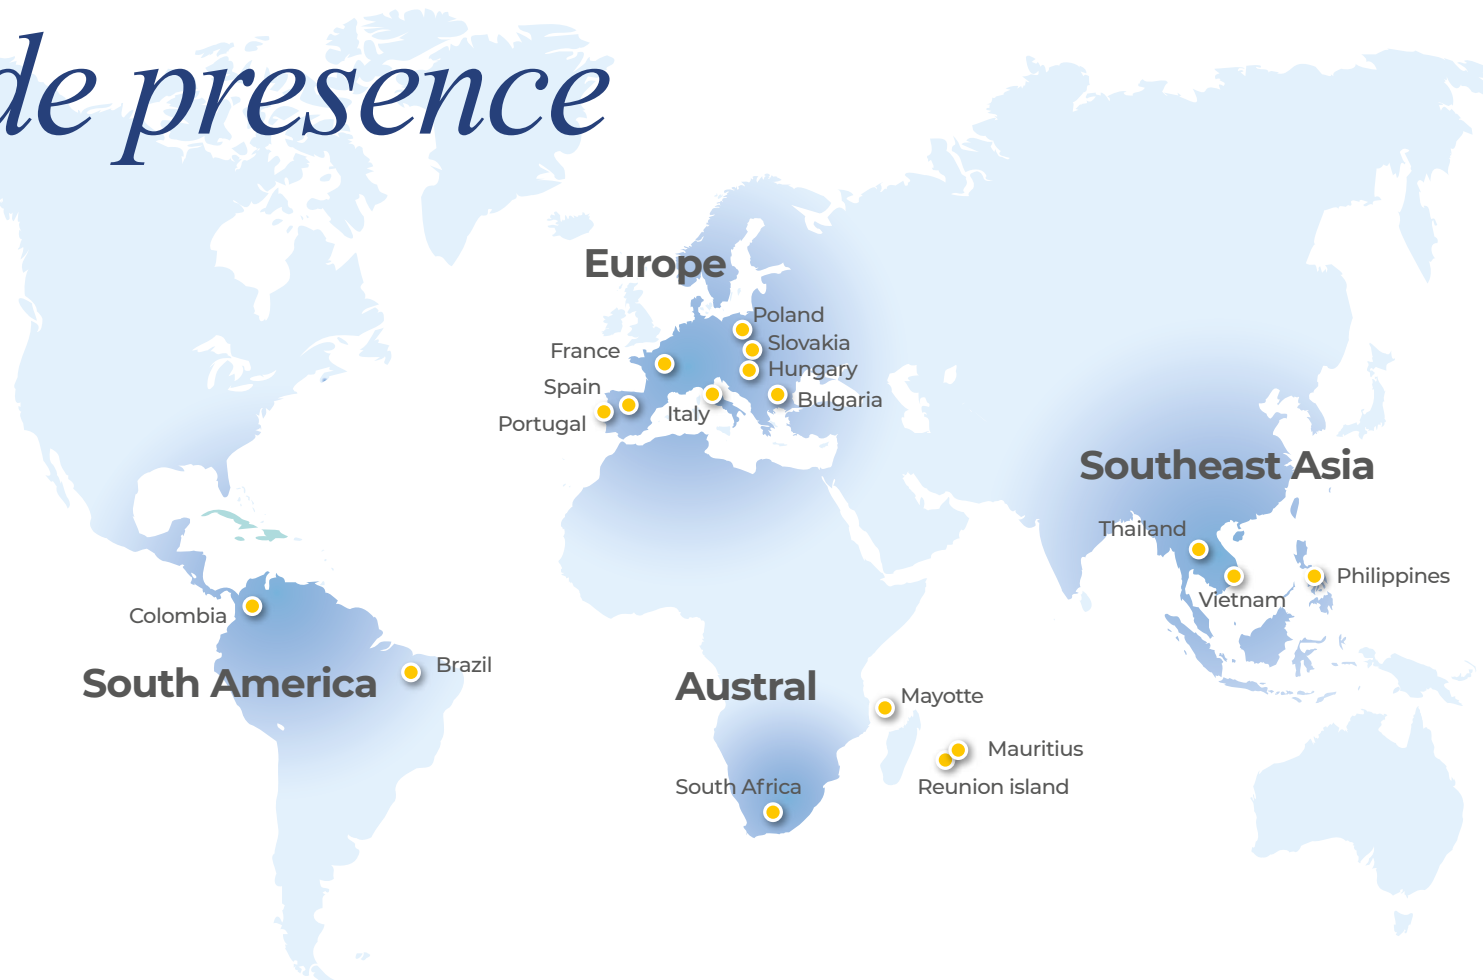 de presence
Europe
Poland
Slovakia
France
Hungary
Spain
Bulgaria
Italy
Portugal
Southeast Asia
Thailand
Philippines
Vietnam
Colombia
Brazil
South America
Austral
Mayotte
Mauritius
South Africa
Reunion island